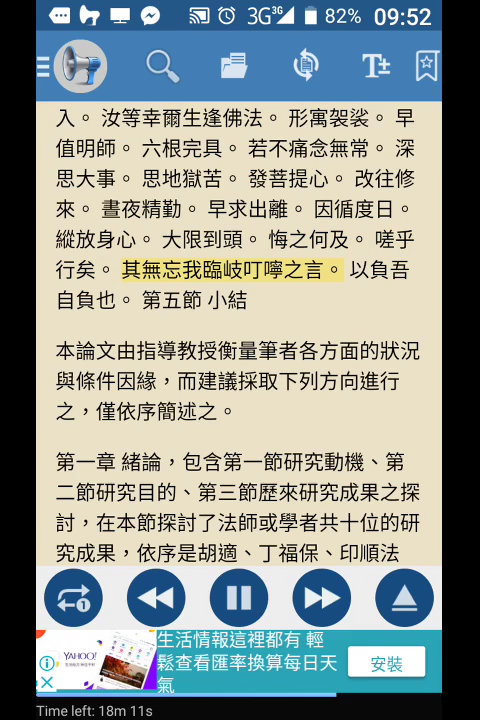 3G 3G 82% 09:52
T±
入。 汝等幸爾生逢佛法。 形寓袈裟。 早
值明師。 六根完具。 若不痛念無常。 深
思大事。 思地獄苦。 發菩提心。 改往修
來。 晝夜精勤。 早求出離。 因循度日。
縱放身心。 大限到頭。 悔之何及。 嗟乎
行矣。 其無忘我臨岐叮嚀之言。 以負吾
自負也。 第五節 小結
本論文由指導教授衡量筆者各方面的狀況
與條件因緣，而建議採取下列方向進行
之，僅依序簡述之。
第一章 緒論，包含第一節研究動機、第
二節研究目的、第三節歷來研究成果之探
討，在本節探討了法師或學者共十位的研
究成果，依序是胡適、丁福保、印順法
1
YAHOO!
生活情報這裡都有 輕
鬆查看匯率換算每日天
氣
安裝
Time left: 18m 11s